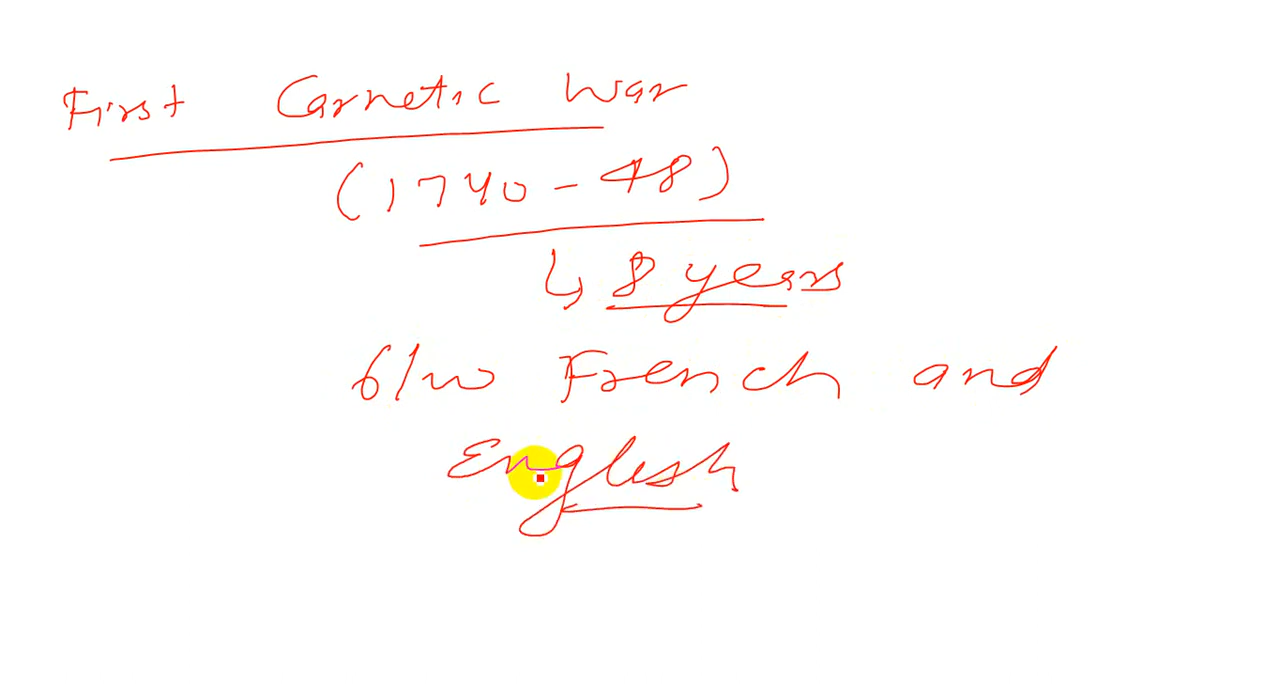 First Carnetic War
(1740-48)
↳ 8 years
b/w French and
English